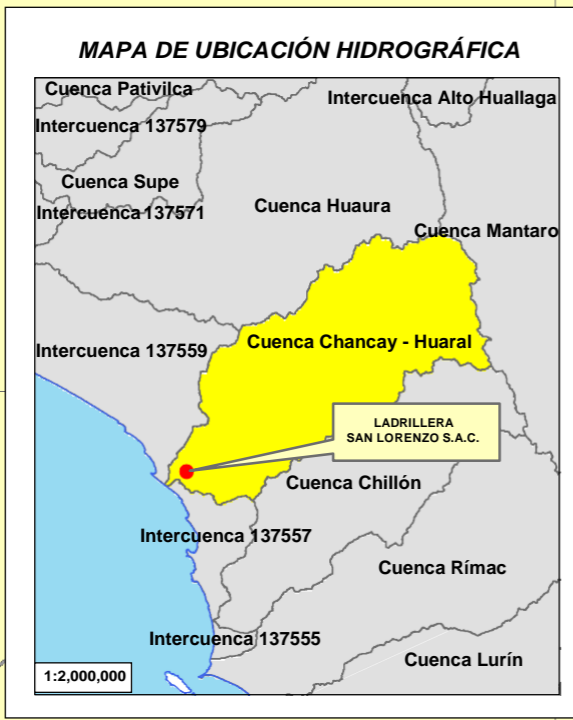 MAPA DE UBICACIÓN HIDROGRÁFICA
Cuenca Pativilca
Intercuenca Alto Huallaga
Intercuenca 137579
Cuenca Supe
Intercuenca 137571
Cuenca Huaura
Cuenca Mantaro
Intercuenca 137559
Cuenca Chancay - Huaral
LADRILLERA
SAN LORENZO S.A.C.
Cuenca Chillón
Intercuenca 137557
Cuenca Rímac
Intercuenca 137555
Cuenca Lurín
1:2,000,000